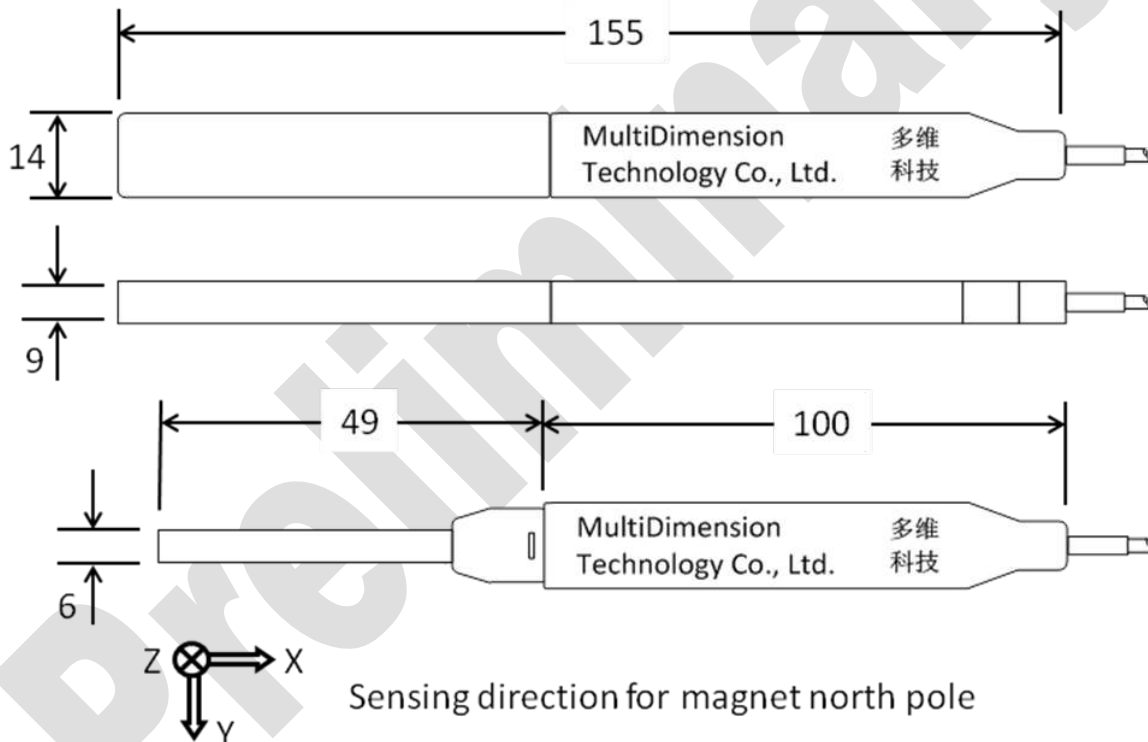 155
14
MultiDimension 多维
Technology Co., Ltd. 科技
9
49
100
MultiDimension 多维
Technology Co., Ltd. 科技
6
Z X
Y
Sensing direction for magnet north pole
Preliminary